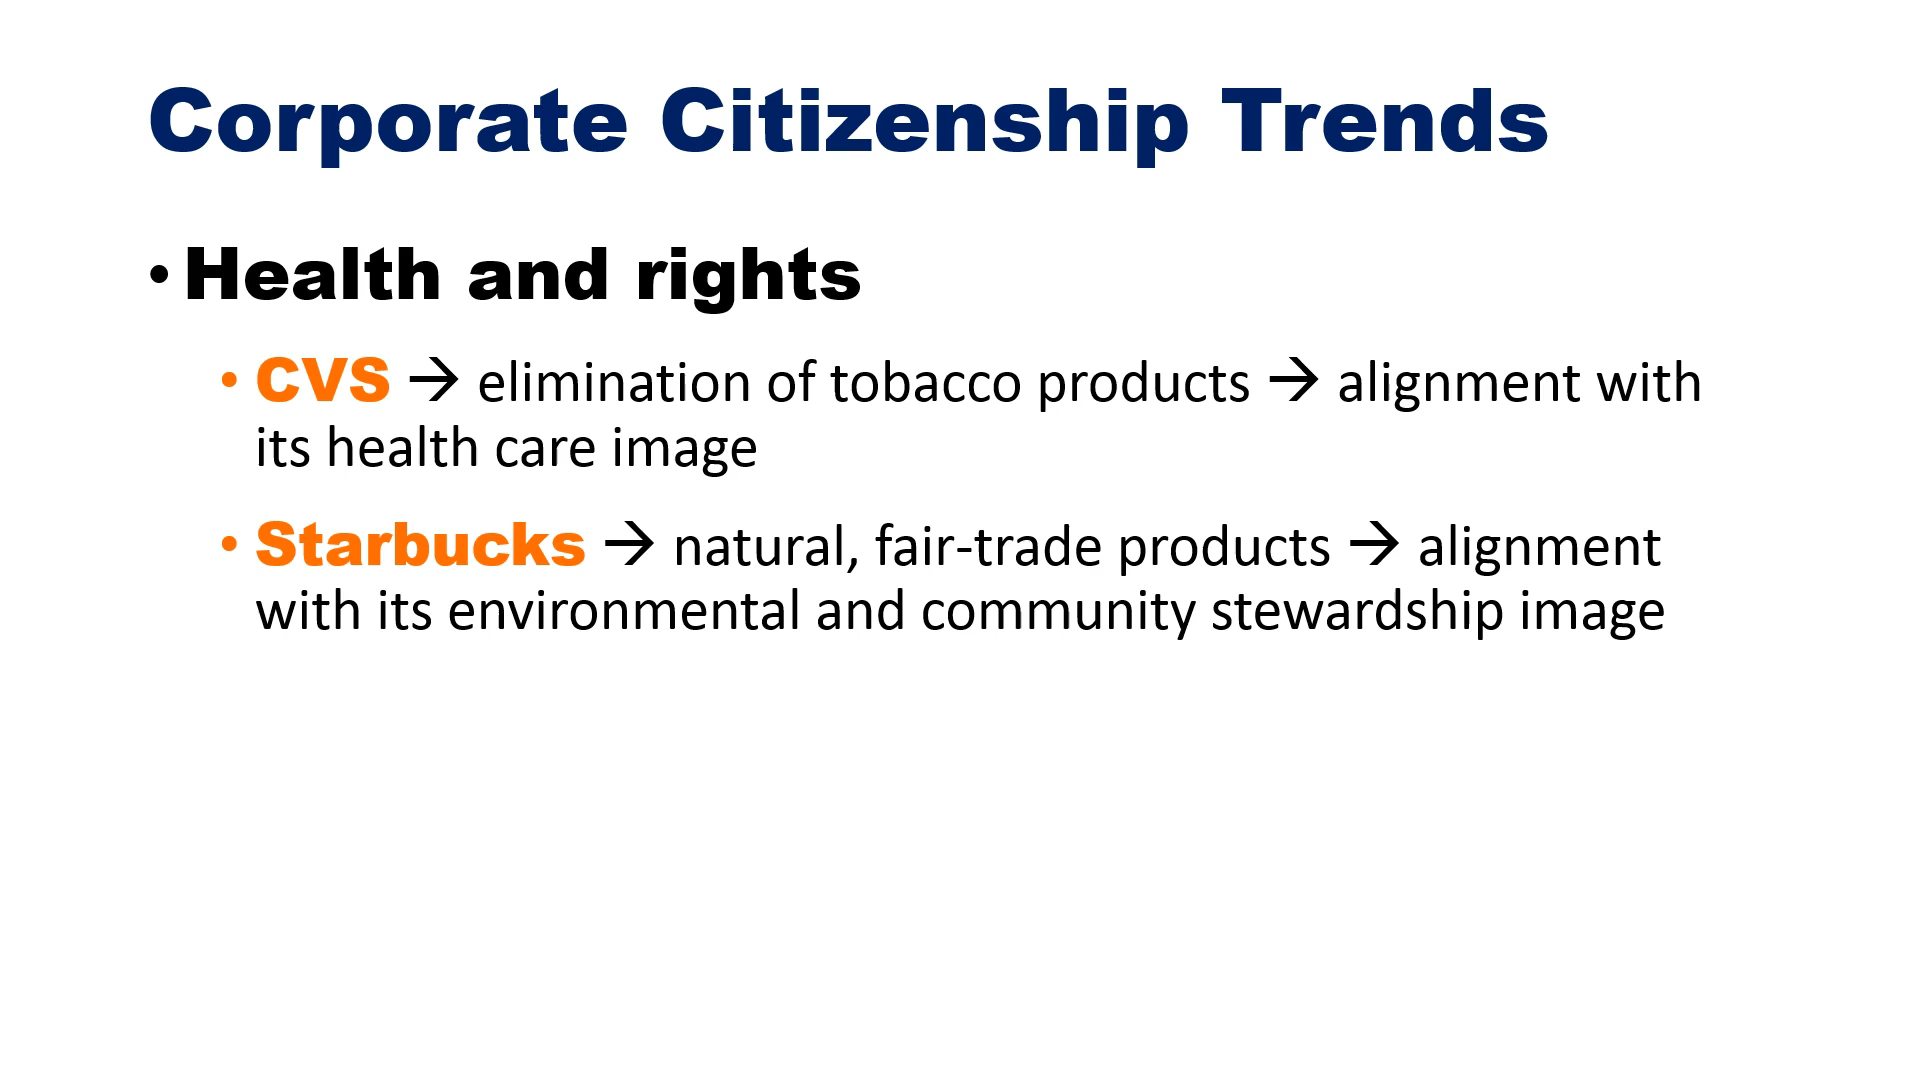 Corporate Citizenship Trends
• Health and rights
• CVS → elimination of tobacco products → alignment with
its health care image
• Starbucks → natural, fair-trade products → alignment
with its environmental and community stewardship image